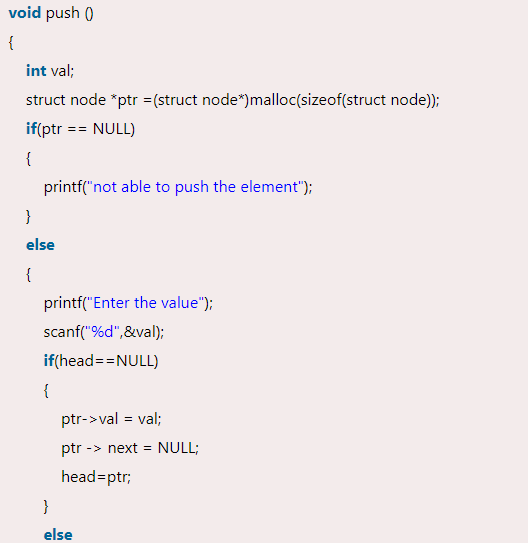 void push ()
{
int val;
struct node *ptr =(struct node*)malloc(sizeof(struct node));
if(ptr == NULL)
{
printf("not able to push the element");
}
else
{
printf("Enter the value");
scanf("%d",&val);
if(head==NULL)
{
ptr->val = val;
ptr -> next = NULL;
head=ptr;
}
else